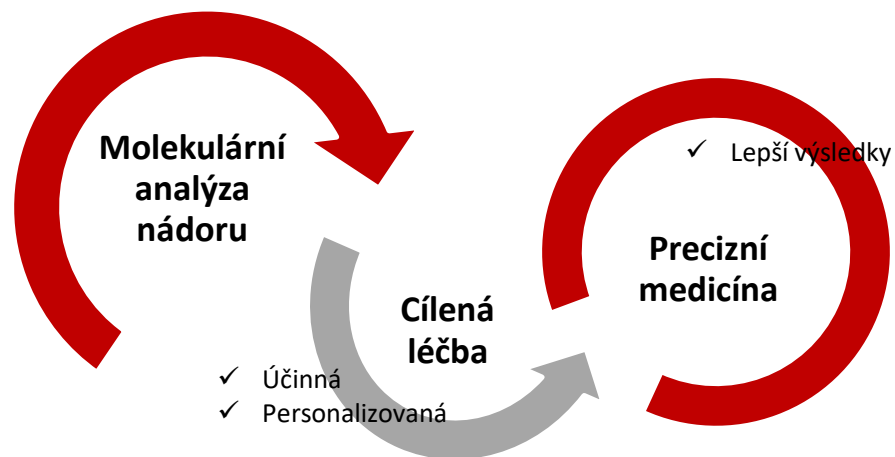 Molekulární
analýza
nádoru
Cílená
léčba
✓ Účinná
✓ Personalizovaná
Precizní
medicína
✓ Lepší výsledky